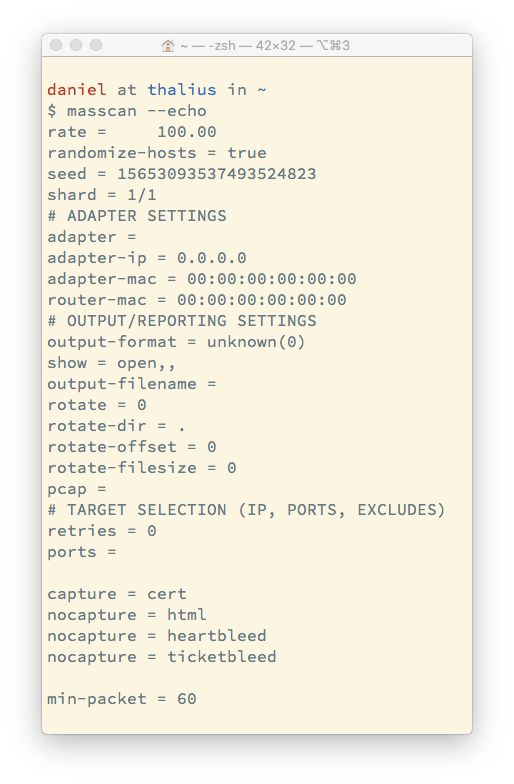 ~ — -zsh — 42×32 — ⌥⌘3
daniel at thalius in ~
$ masscan --echo
rate =     100.00
randomize-hosts = true
seed = 15653093537493524823
shard = 1/1
# ADAPTER SETTINGS
adapter =
adapter-ip = 0.0.0.0
adapter-mac = 00:00:00:00:00:00
router-mac = 00:00:00:00:00:00
# OUTPUT/REPORTING SETTINGS
output-format = unknown(0)
show = open,,
output-filename =
rotate = 0
rotate-dir = .
rotate-offset = 0
rotate-filesize = 0
pcap =
# TARGET SELECTION (IP, PORTS, EXCLUDES)
retries = 0
ports =
capture = cert
nocapture = html
nocapture = heartbleed
nocapture = ticketbleed
min-packet = 60